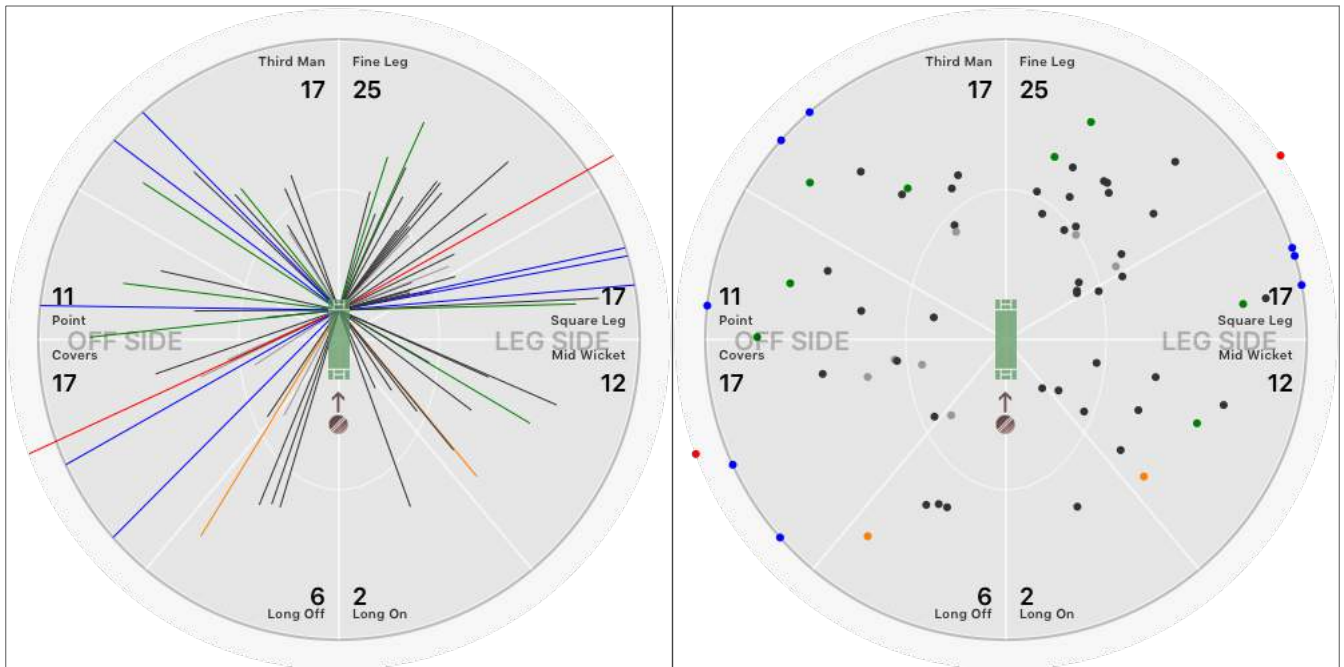 Third Man
17
Fine Leg
25
11
Point
OFF SIDE
Covers
17
17
Square Leg
LEG SIDE
Mid Wicket
12
6
Long Off
2
Long On
Third Man
17
Fine Leg
25
11
Point
OFF SIDE
Covers
17
17
Square Leg
LEG SIDE
Mid Wicket
12
6
Long Off
2
Long On